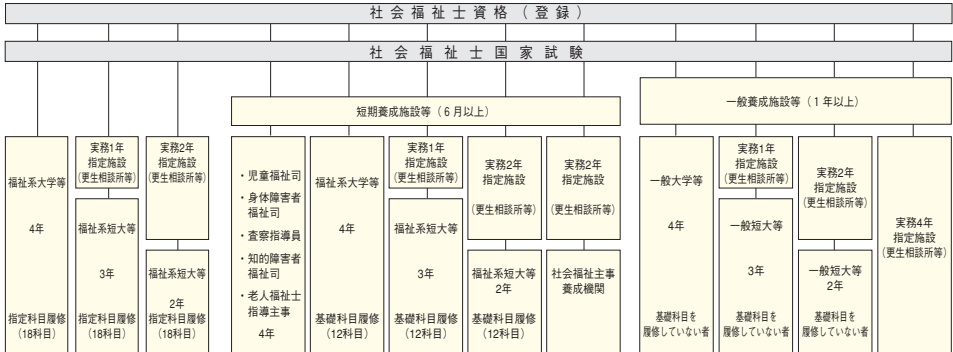 社会福祉士資格（登録）
社会福祉士国家試験
短期養成施設等（6月以上）
一般養成施設等（1年以上）
福祉系大学等
4年
指定科目履修
（18科目）
実務1年
指定施設
（更生相談所等）
福祉系短大等
3年
指定科目履修
（18科目）
実務2年
指定施設
（更生相談所等）
福祉系短大等
2年
指定科目履修
（18科目）
・児童福祉司
・身体障害者
福祉司
・査察指導員
・知的障害者
福祉司
・老人福祉士
指導主事
4年
福祉系大学等
4年
基礎科目履修
（12科目）
実務1年
指定施設
（更生相談所等）
福祉系短大等
3年
基礎科目履修
（12科目）
実務2年
指定施設
（更生相談所等）
福祉系短大等
2年
基礎科目履修
（12科目）
実務2年
指定施設
（更生相談所等）
社会福祉主事
養成機関
一般大学等
4年
基礎科目を
履修していない者
実務1年
指定施設
（更生相談所等）
一般短大等
3年
基礎科目を
履修していない者
実務2年
指定施設
（更生相談所等）
一般短大等
2年
基礎科目を
履修していない者
実務4年
指定施設
（更生相談所等）